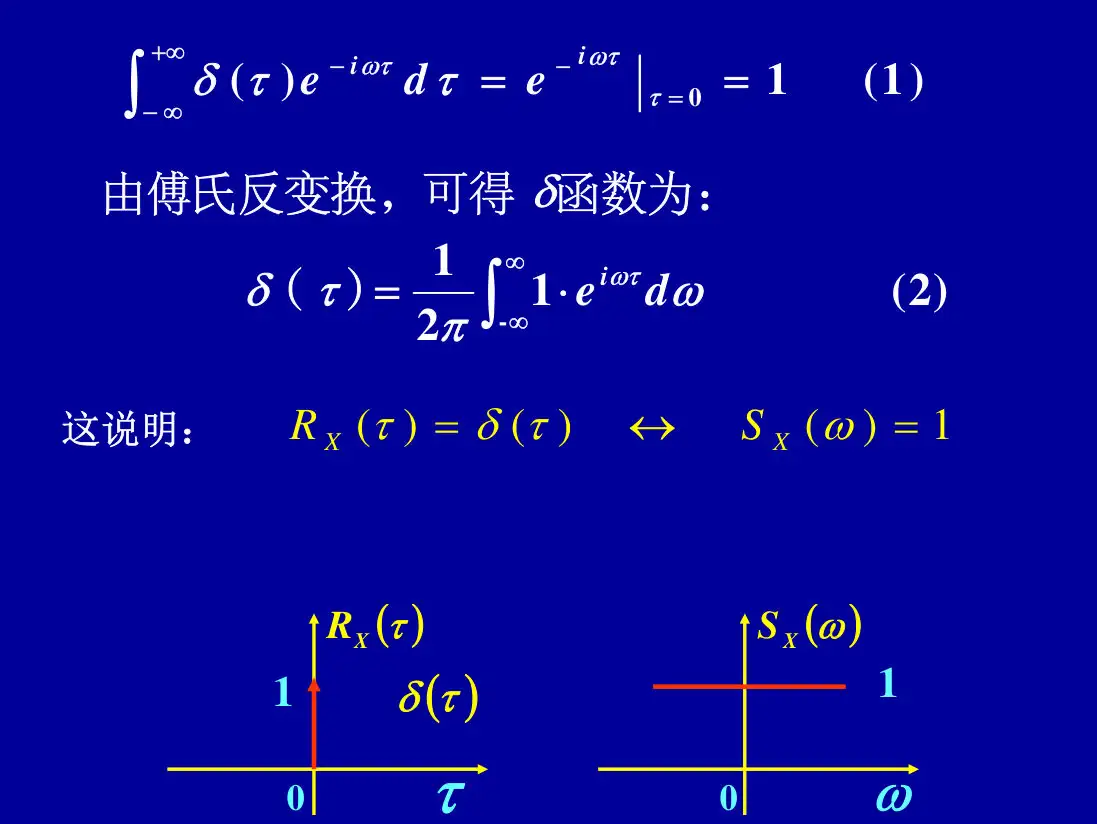 ∫_{-∞}^{+∞} δ(τ)e^{-iωτ} dτ = e^{-iωτ}|_{τ=0} = 1 (1)
由傅氏反变换，可得 δ函数为：
δ(τ) = \frac{1}{2π} ∫_{-∞}^{∞} 1·e^{iωτ} dω (2)
这说明： R_X(τ) = δ(τ) ↔ S_X(ω) = 1
R_X(τ)
1 δ(τ)
0 τ
S_X(ω)
1
0 ω